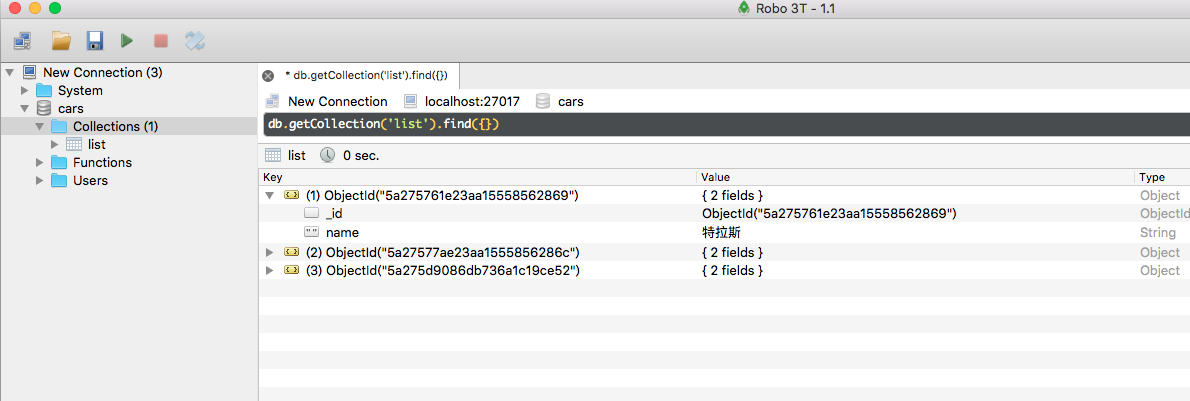 Robo 3T - 1.1
New Connection (3)
System
cars
Collections (1)
list
Functions
Users
* db.getCollection('list').find({})
New Connection localhost:27017 cars
db.getCollection('list').find({})
list 0 sec.
Key Value Type
(1) ObjectId("5a275761e23aa15558562869") { 2 fields } Object
_id ObjectId("5a275761e23aa15558562869") ObjectId
" " name 特拉斯 String
(2) ObjectId("5a27577ae23aa1555856286c") { 2 fields } Object
(3) ObjectId("5a275d9086db736a1c19ce52") { 2 fields } Object